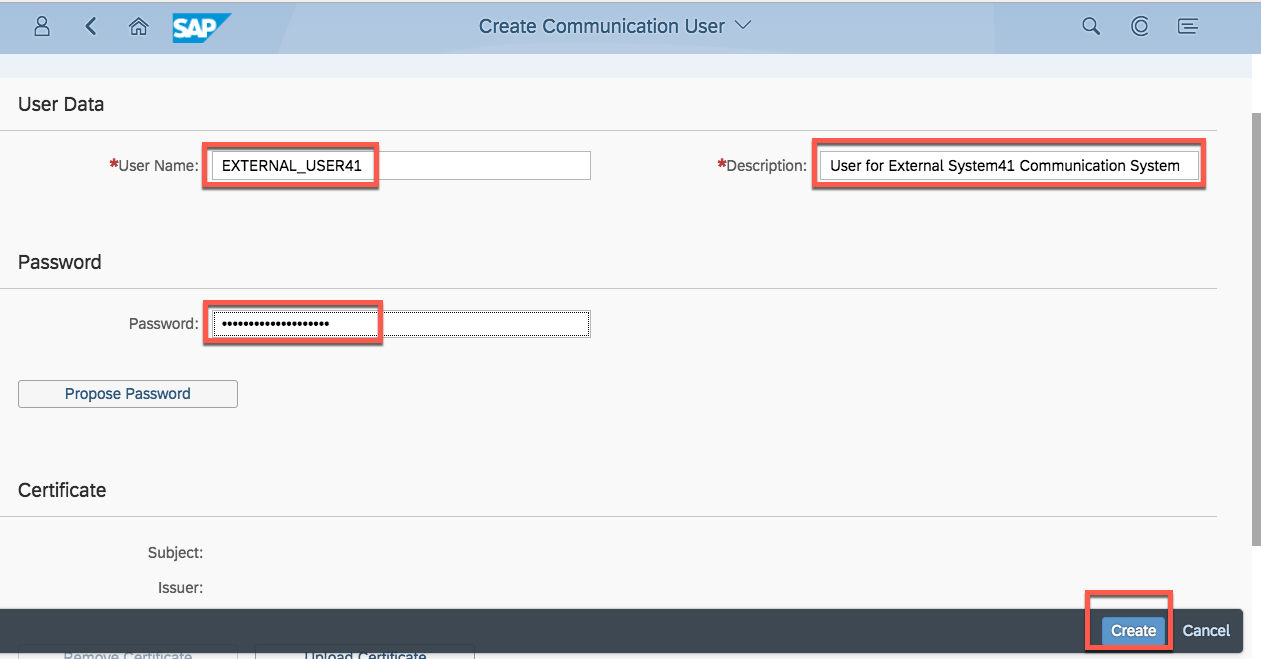 SAP Create Communication User
User Data
*User Name: EXTERNAL_USER41 *Description: User for External System41 Communication System
Password
Password: ••••••••••••••••••••
Propose Password
Certificate
Subject:
Issuer:
Create Cancel
Remove Certificate Upload Certificate